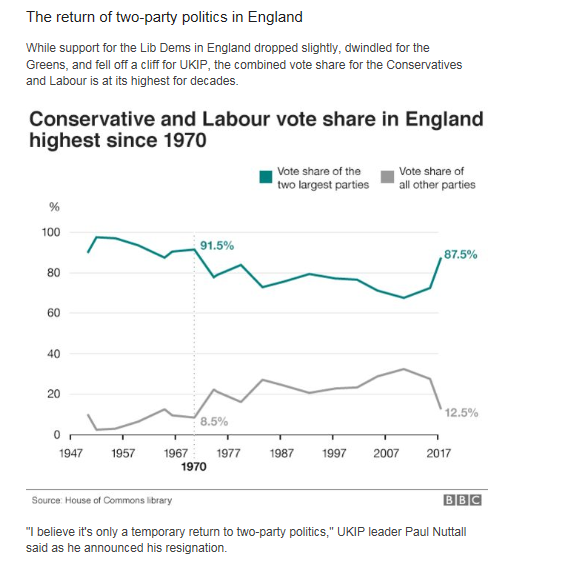 The return of two-party politics in England
While support for the Lib Dems in England dropped slightly, dwindled for the
Greens, and fell off a cliff for UKIP, the combined vote share for the Conservatives
and Labour is at its highest for decades.
Conservative and Labour vote share in England
highest since 1970
Vote share of the
two largest parties
Vote share of
all other parties
%
100
91.5%
87.5%
80
60
40
20
12.5%
8.5%
0
1947 1957 1967 1977 1987 1997 2007 2017
1970
Source: House of Commons library
BBC
"I believe it's only a temporary return to two-party politics," UKIP leader Paul Nuttall
said as he announced his resignation.